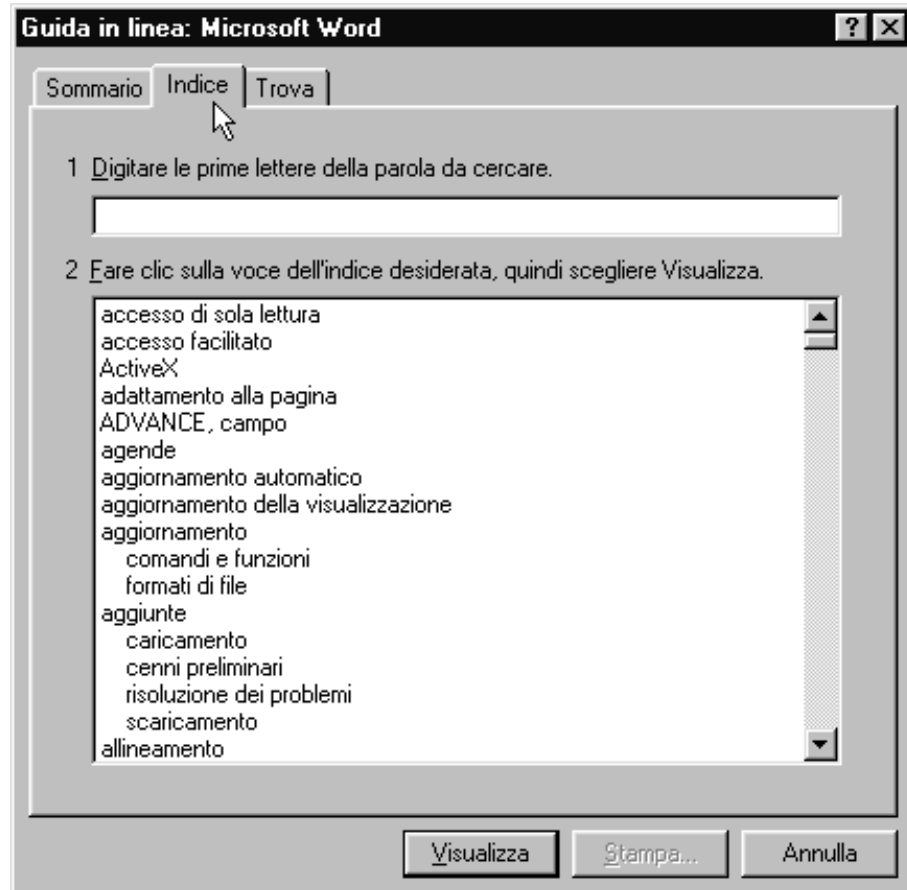 Guida in linea: Microsoft Word
Sommario Indice Trova
1 Digitare le prime lettere della parola da cercare.
2 Fare clic sulla voce dell'indice desiderata, quindi scegliere Visualizza.
accesso di sola lettura
accesso facilitato
ActiveX
adattamento alla pagina
ADVANCE, campo
agende
aggiornamento automatico
aggiornamento della visualizzazione
aggiornamento
comandi e funzioni
formati di file
aggiunte
caricamento
cenni preliminari
risoluzione dei problemi
scaricamento
allineamento
Visualizza Stampa... Annulla